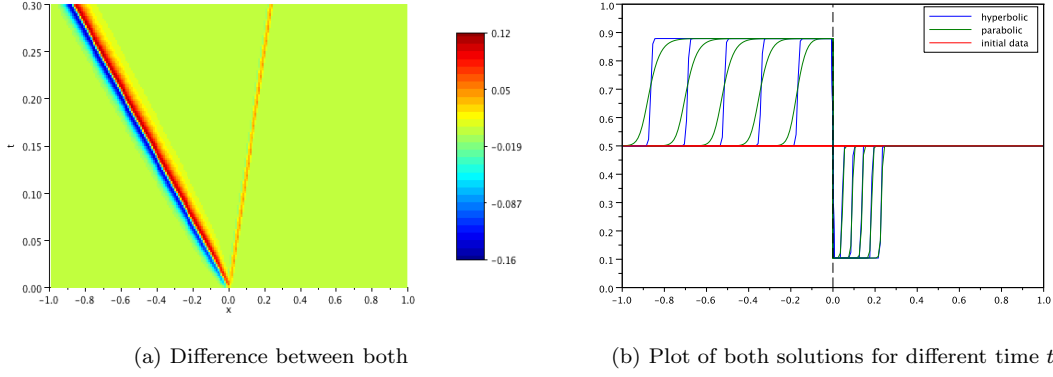 0.30
0.25
0.20
0.15
0.10
0.05
0.00
t
−1.0 −0.8 −0.6 −0.4 −0.2 0.0 0.2 0.4 0.6 0.8 1.0
x
0.12
0.05
−0.019
−0.087
−0.16
(a) Difference between both
1.0
0.9
0.8
0.7
0.6
0.5
0.4
0.3
0.2
0.1
0.0
−1.0 −0.8 −0.6 −0.4 −0.2 0.0 0.2 0.4 0.6 0.8 1.0
hyperbolic
parabolic
initial data
(b) Plot of both solutions for different time t